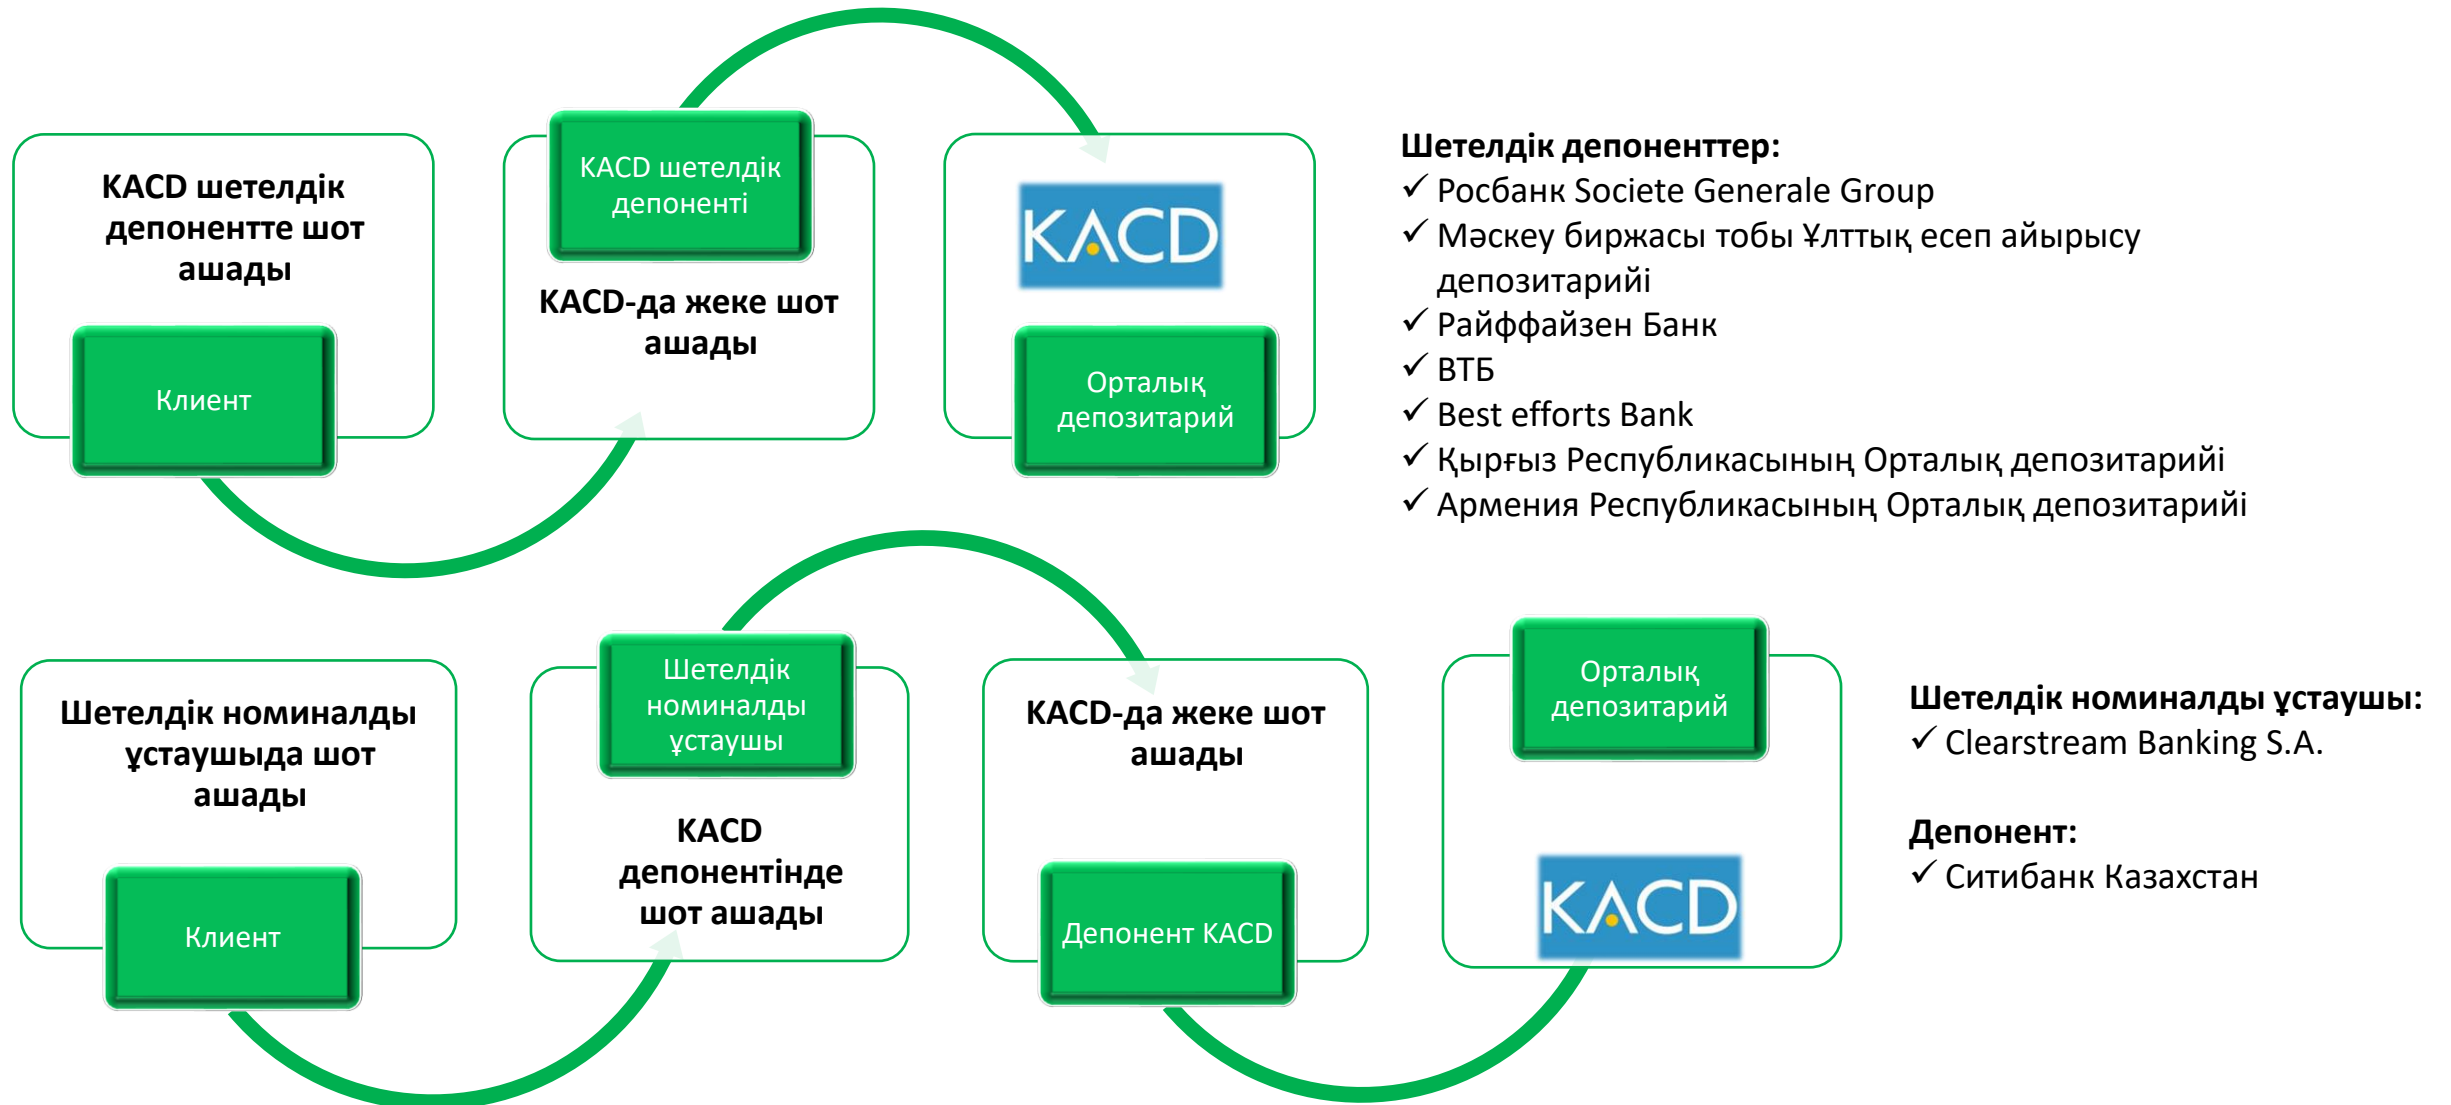 KACD шетелдік
депонентте шот
ашады
Клиент
KACD шетелдік
депоненті
KACD-да жеке шот
ашады
KACD
Орталық
депозитарий
Шетелдік депоненттер:
✓ Росбанк Societe Generale Group
✓ Мәскеу биржасы тобы Ұлттық есеп айырысу
депозитарийі
✓ Райффайзен Банк
✓ ВТБ
✓ Best efforts Bank
✓ Қырғыз Республикасының Орталық депозитарийі
✓ Армения Республикасының Орталық депозитарийі
Шетелдік номиналды
ұстаушыда шот
ашады
Клиент
Шетелдік
номиналды
ұстаушы
KACD
депонентінде
шот ашады
KACD-да жеке шот
ашады
Депонент KACD
Орталық
депозитарий
KACD
Шетелдік номиналды ұстаушы:
✓ Clearstream Banking S.A.
Депонент:
✓ Ситибанк Казахстан